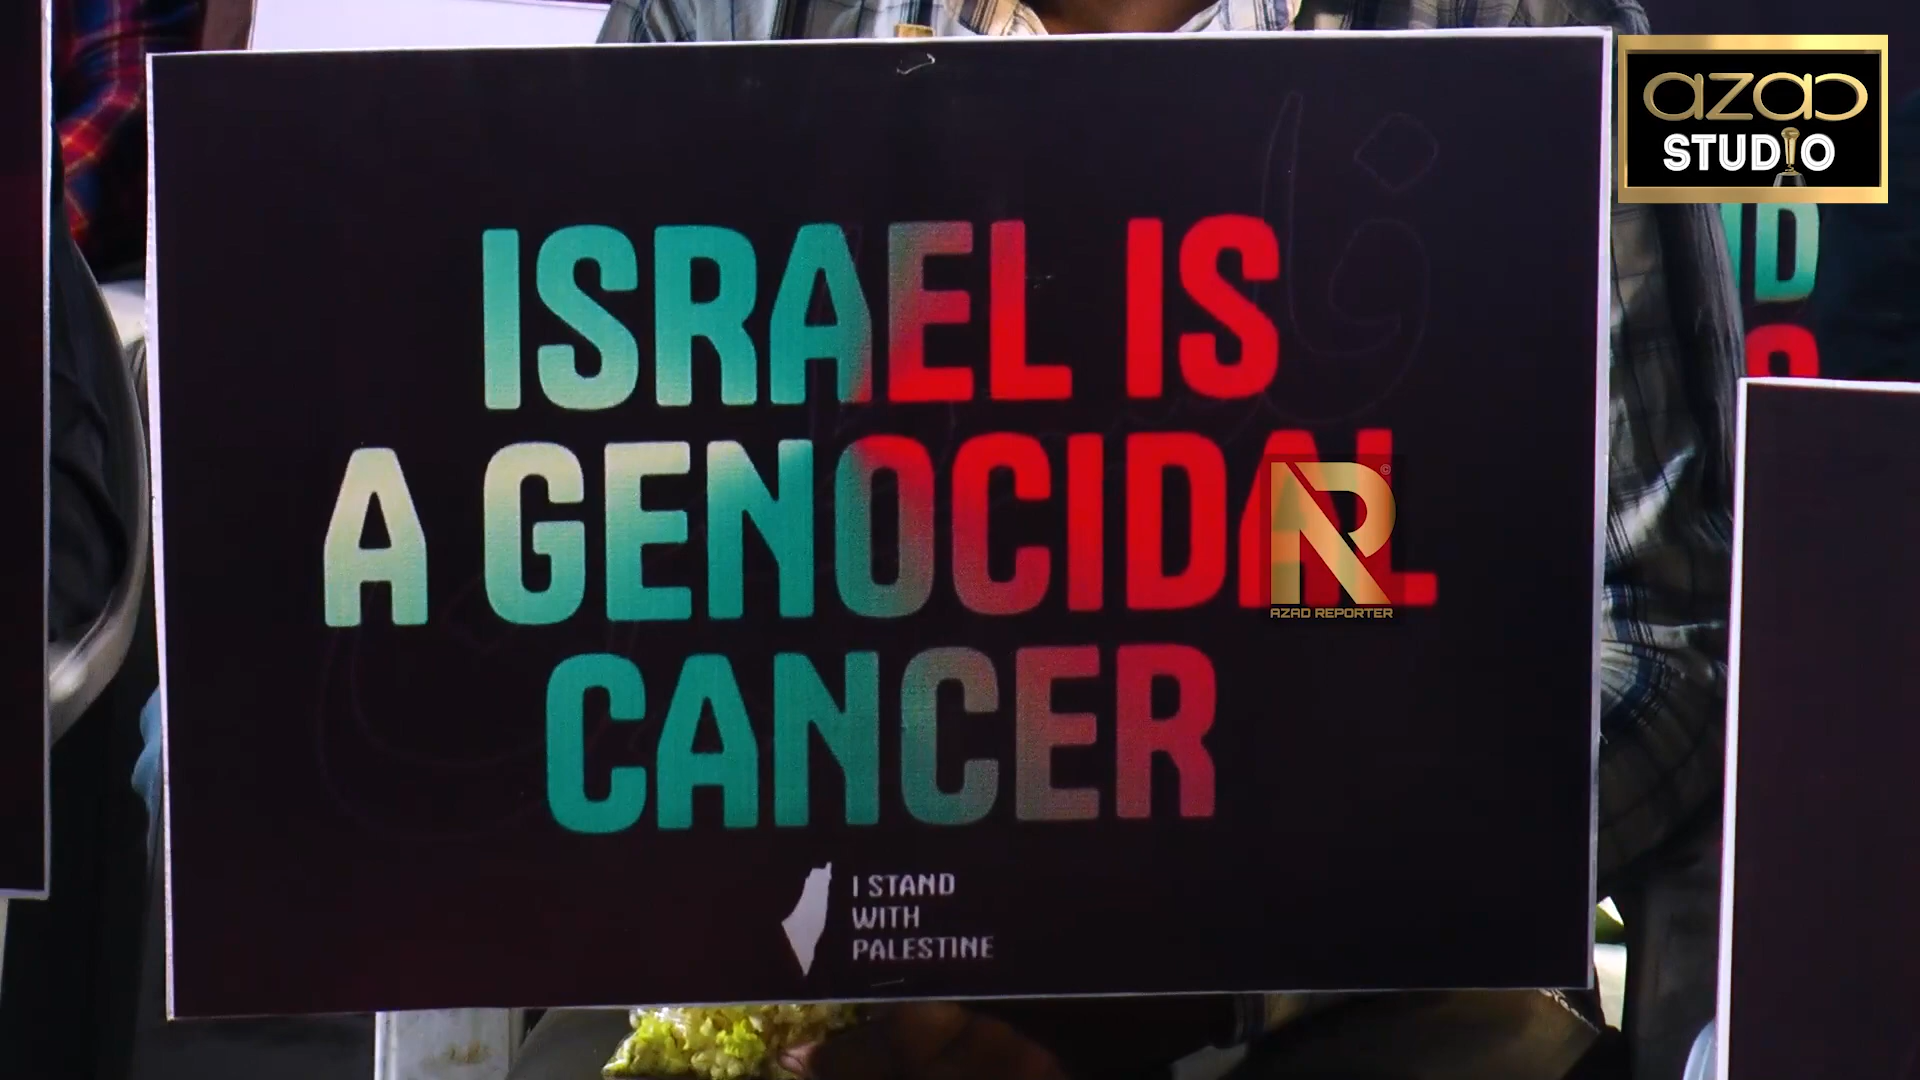 azad
STUDIO
ISRAEL IS
A GENOCIDAL
CANCER
R
©
AZAD REPORTER
I STAND
WITH
PALESTINE